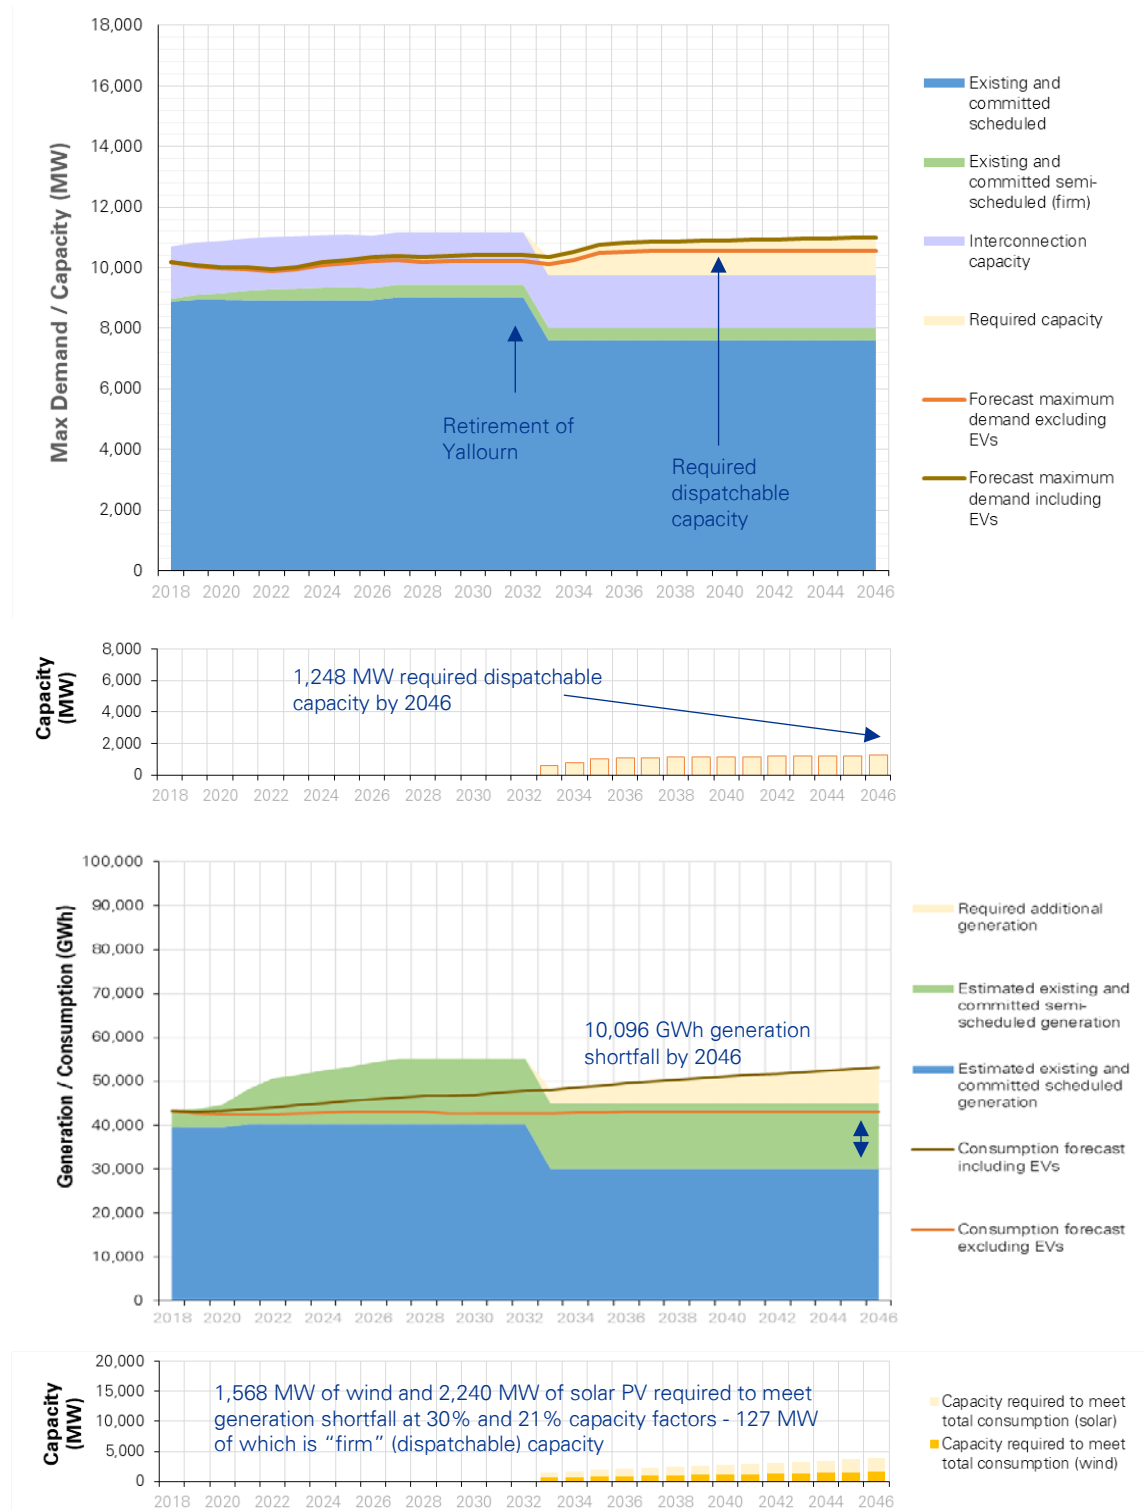 18,000
16,000
14,000
12,000
10,000
8,000
6,000
4,000
2,000
0
Max Demand / Capacity (MW)
2018 2020 2022 2024 2026 2028 2030 2032 2034 2036 2038 2040 2042 2044 2046
Retirement of
Yallourn
Required
dispatchable
capacity
Existing and
committed
scheduled
Existing and
committed semi-
scheduled (firm)
Interconnection
capacity
Required capacity
Forecast maximum
demand excluding
EVs
Forecast maximum
demand including
EVs
Capacity
(MW)
8,000
6,000
4,000
2,000
0
1,248 MW required dispatchable
capacity by 2046
2018 2020 2022 2024 2026 2028 2030 2032 2034 2036 2038 2040 2042 2044 2046
Generation / Consumption (GWh)
100,000
90,000
80,000
70,000
60,000
50,000
40,000
30,000
20,000
10,000
0
10,096 GWh generation
shortfall by 2046
2018 2020 2022 2024 2026 2028 2030 2032 2034 2036 2038 2040 2042 2044 2046
Required additional
generation
Estimated existing and
committed semi-
scheduled generation
Estimated existing and
committed scheduled
generation
Consumption forecast
including EVs
Consumption forecast
excluding EVs
Capacity
(MW)
20,000
15,000
10,000
5,000
0
1,568 MW of wind and 2,240 MW of solar PV required to meet
generation shortfall at 30% and 21% capacity factors - 127 MW
of which is “firm” (dispatchable) capacity
2018 2020 2022 2024 2026 2028 2030 2032 2034 2036 2038 2040 2042 2044 2046
Capacity required to meet
total consumption (solar)
Capacity required to meet
total consumption (wind)